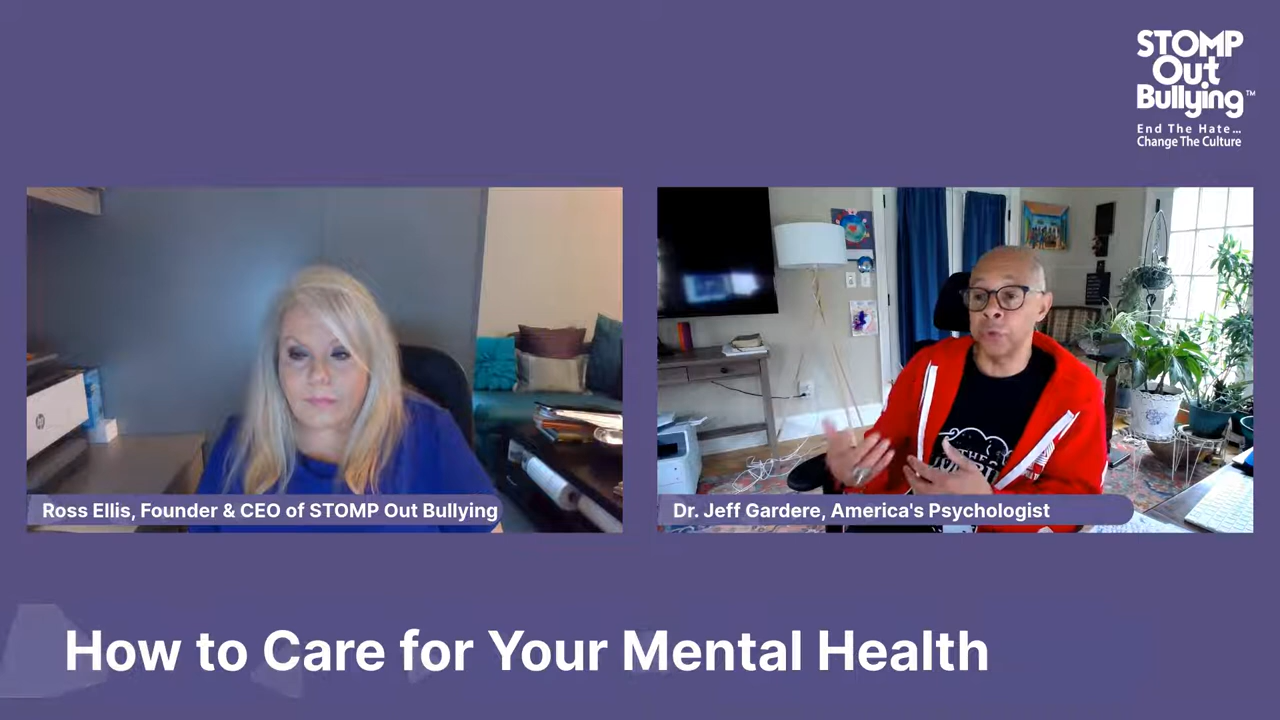 STOMP
Out
Bullying™
End The Hate...
Change The Culture
Ross Ellis, Founder & CEO of STOMP Out Bullying
THE
Dr. Jeff Gardere, America's Psychologist
How to Care for Your Mental Health